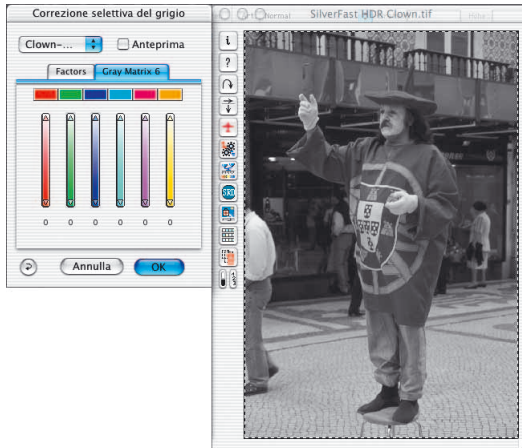 Correzione selettiva del grigio
Clown-...
Anteprima
Factors
Gray Matrix 6
0 0 0 0 0 0
Annulla
OK
Normal
SilverFast HDR Clown.tif
i
?
SRD